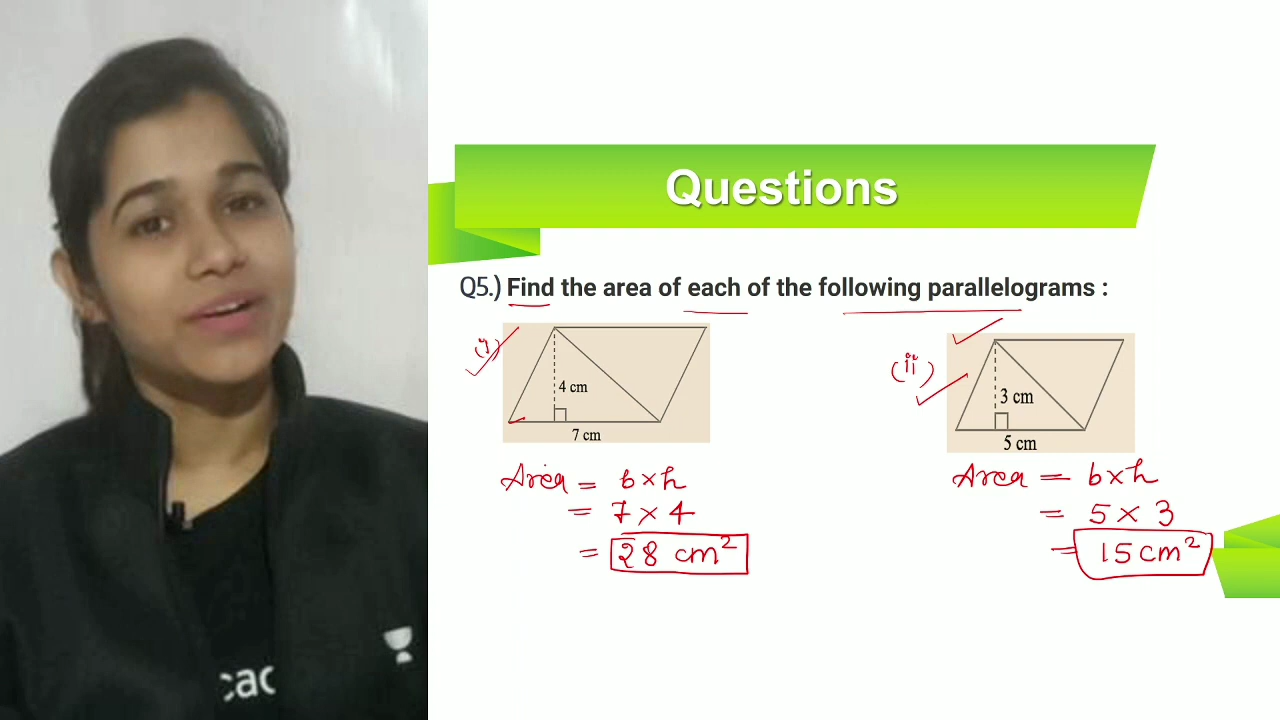 Questions
Q5.) Find the area of each of the following parallelograms :
(i)
4 cm
7 cm
Area = b×h
= 7 × 4
= 28 cm²
(ii)
3 cm
5 cm
Area = b×h
= 5 × 3
= 15 cm²
cac